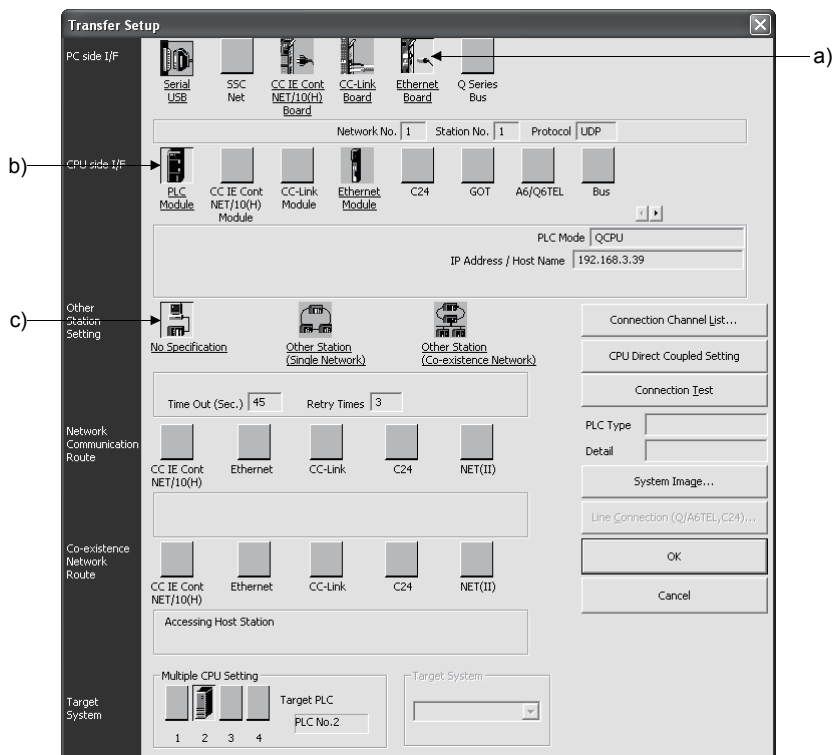 Transfer Setup
a)
PC side I/F
Serial
USB
SSC
Net
CC IE Cont
NET/10(H)
Board
CC-Link
Board
Ethernet
Board
Q Series
Bus
Network No. 1 Station No. 1 Protocol UDP
b)
CPU side I/F
PLC
Module
CC IE Cont
NET/10(H)
Module
CC-Link
Module
Ethernet
Module
C24
GOT
A6/Q6TEL
Bus
PLC Mode QCPU
IP Address / Host Name 192.168.3.39
c)
Other
Station
Setting
No Specification
Other Station
(Single Network)
Other Station
(Co-existence Network)
Time Out (Sec.) 45 Retry Times 3
Connection Channel List...
CPU Direct Coupled Setting
Connection Test
PLC Type
Detail
System Image...
Line Connection (Q/A6TEL,C24)...
OK
Cancel
Network
Communication
Route
CC IE Cont
NET/10(H)
Ethernet
CC-Link
C24
NET(II)
Co-existence
Network
Route
CC IE Cont
NET/10(H)
Ethernet
CC-Link
C24
NET(II)
Accessing Host Station
Target
System
Multiple CPU Setting
1 2 3 4
Target PLC
PLC No.2
Target System